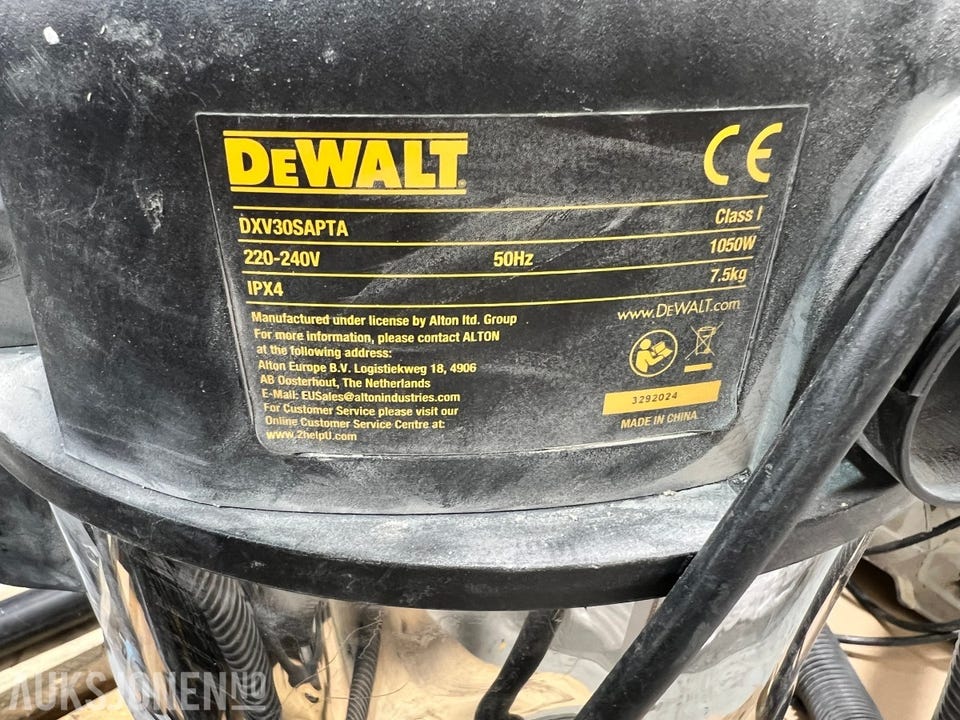 DEWALT
CE
DXV30SAPTA Class I
220-240V 50Hz 1050W
IPX4 7.5kg
Manufactured under license by Alton ltd. Group
For more information, please contact ALTON
at the following address:
Alton Europe B.V. Logistiekweg 18, 4906
AB Oosterhout, The Netherlands
E-Mail: EUSales@altonindustries.com
For Customer Service please visit our
Online Customer Service Centre at:
www.2helpU.com
www.DEWALT.com
3292024
MADE IN CHINA
AUKSJONEN.NO